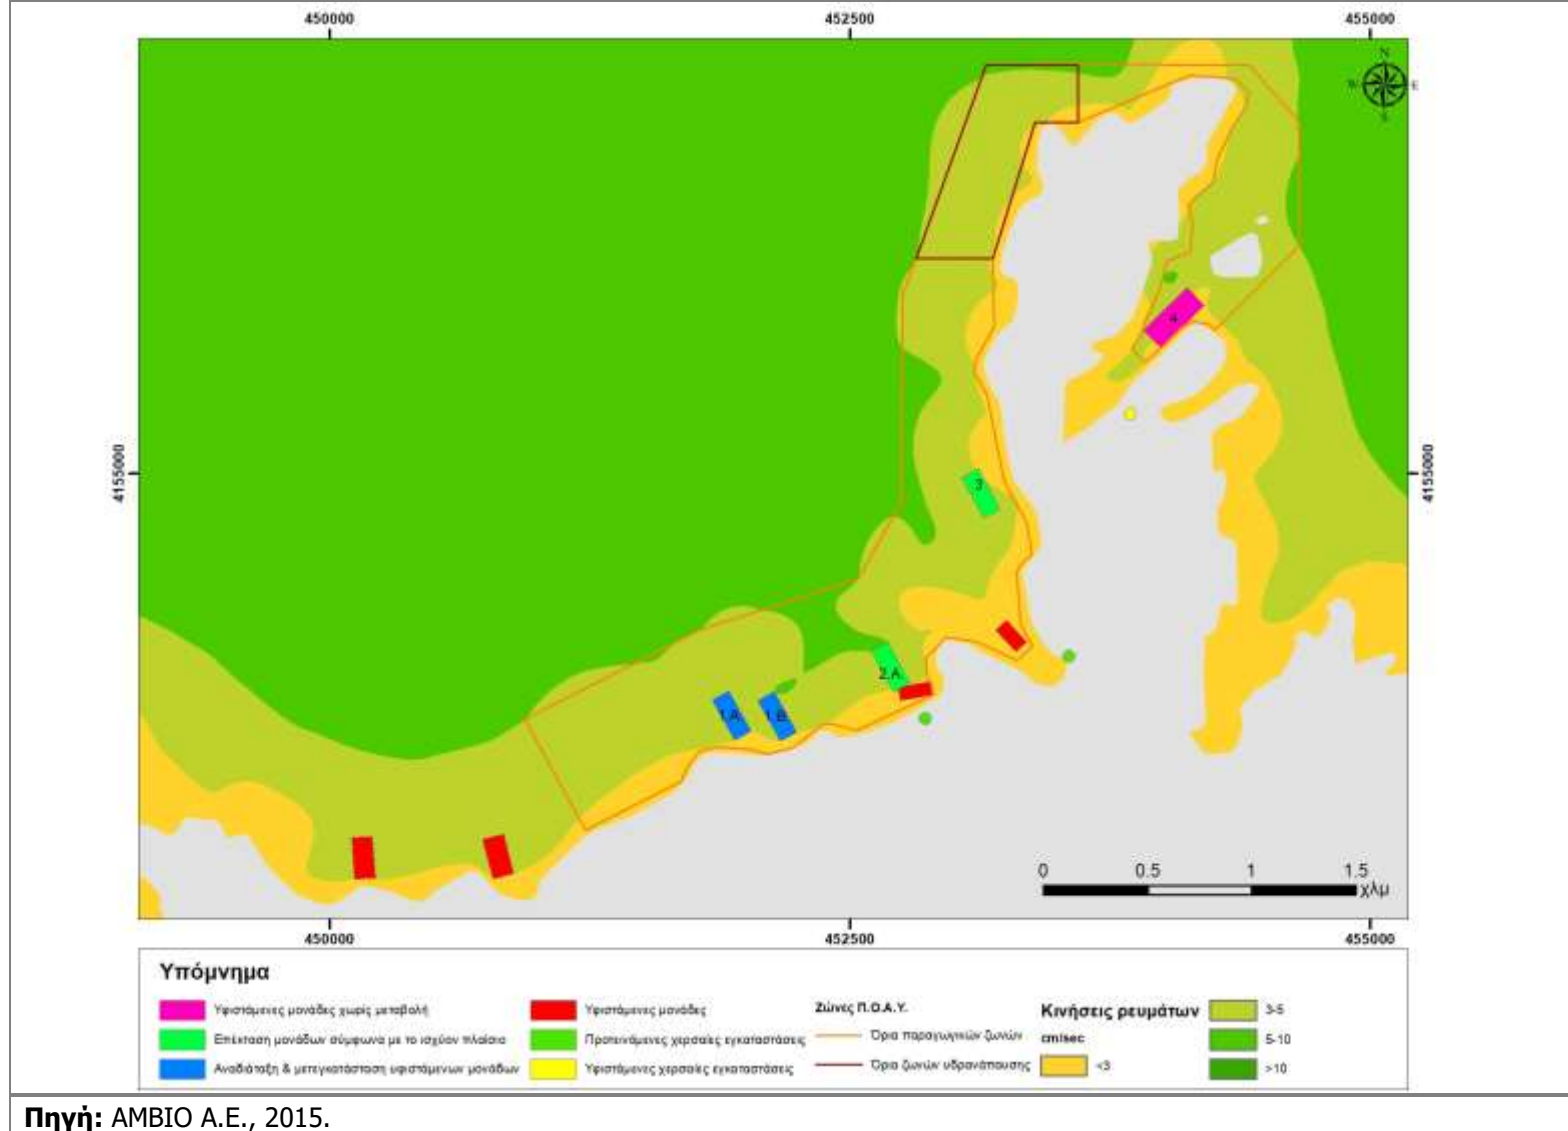 450000 452500 455000
N
W E
S
4155000 4155000
4
3
2.A.
1.A. 1.B.
0 0.5 1 1.5
χλμ
450000 452500 455000
Υπόμνημα
Υφιστάμενες μονάδες χωρίς μεταβολή
Επέκταση μονάδων σύμφωνα με το ισχύον πλαίσιο
Αναδιάταξη & μετεγκατάσταση υφιστάμενων μονάδων
Υφιστάμενες μονάδες
Προτεινόμενες χερσαίες εγκαταστάσεις
Υφιστάμενες χερσαίες εγκαταστάσεις
Ζώνες Π.Ο.Α.Υ.
Όρια παραγωγικών ζωνών
Όρια ζωνών υδρανάπαυσης
Κινήσεις ρευμάτων
cm/sec
<3
3-5
5-10
>10
Πηγή: ΑΜΒΙΟ Α.Ε., 2015.